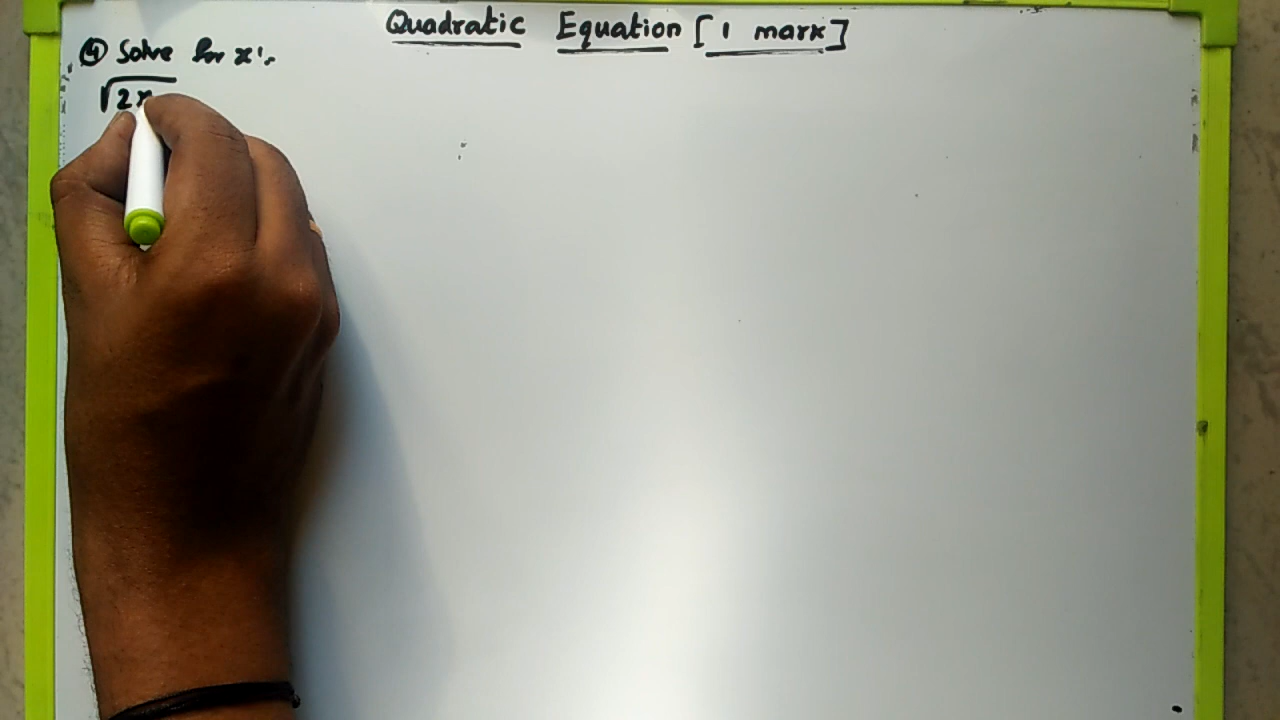 Quadratic Equation [ 1 mark ]
④ Solve for x :-
√2x